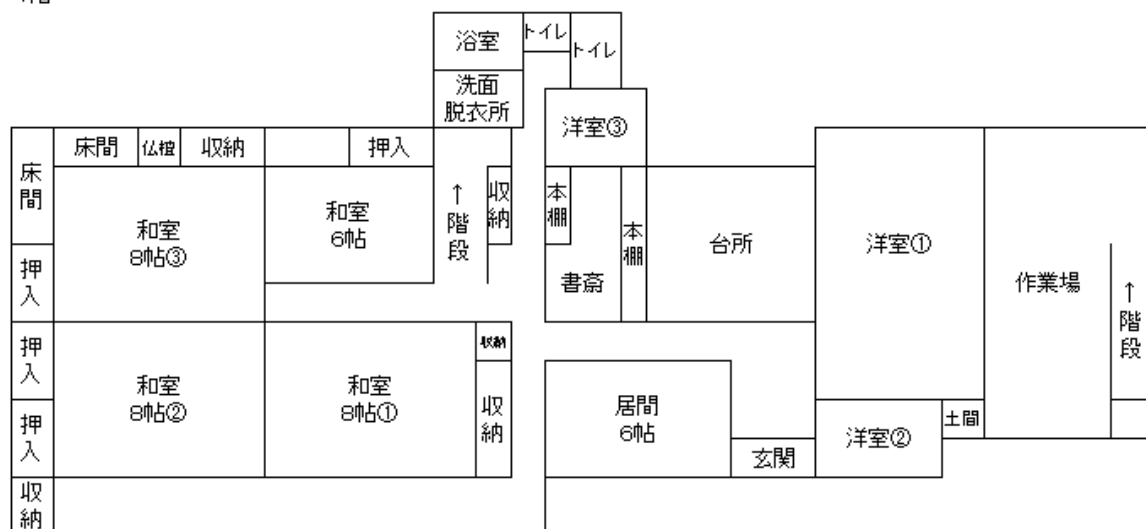 浴室
トイレ
トイレ
洗面
脱衣所
洋室③
床間
仏壇
収納
押入
床
間
和室
8帖③
和室
6帖
↑
階
段
収
納
本
棚
書斎
本
棚
台所
洋室①
作業場
↑
階
段
押
入
押
入
和室
8帖②
和室
8帖①
収納
収
納
居間
6帖
玄関
洋室②
土間
押
入
収
納